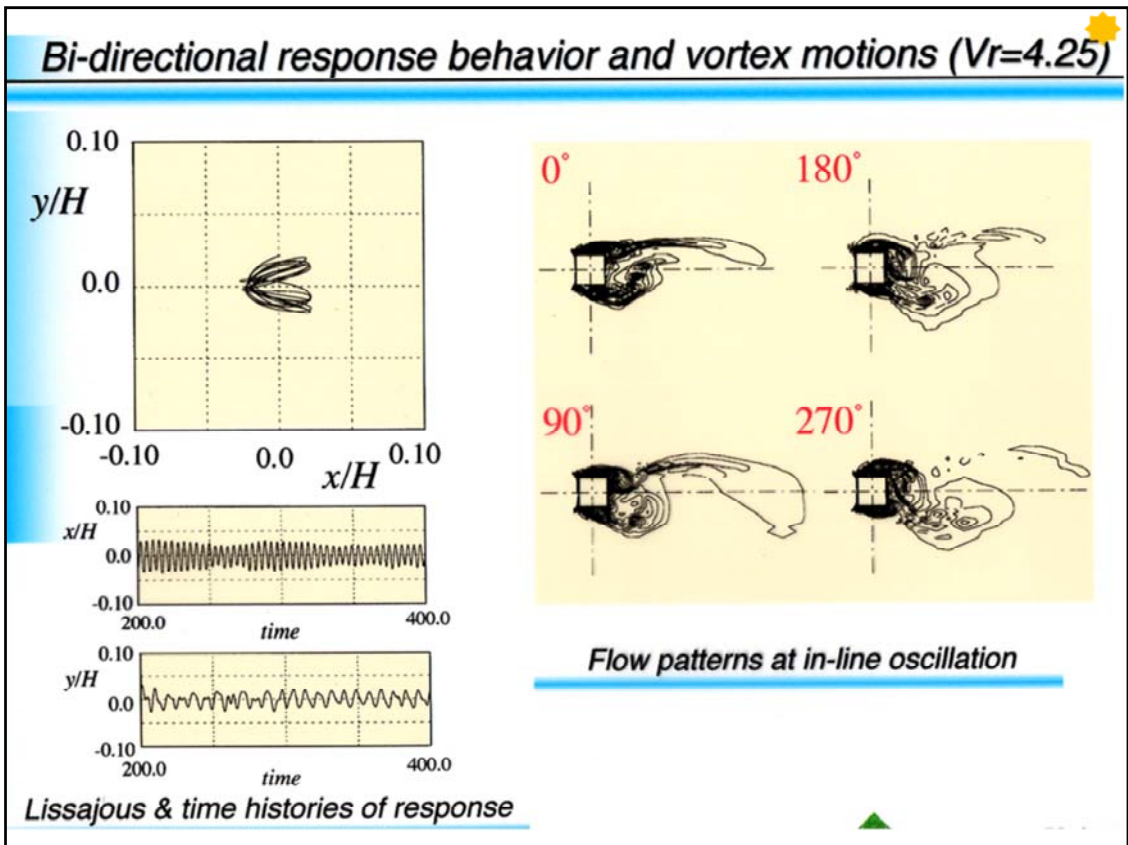 Bi-directional response behavior and vortex motions (Vr=4.25)
0.10
y/H
0.0
-0.10
-0.10 0.0 0.10
x/H
0.10
x/H
0.0
-0.10
200.0 400.0
time
0.10
y/H
0.0
-0.10
200.0 400.0
time
Lissajous & time histories of response
0° 180°
90° 270°
Flow patterns at in-line oscillation